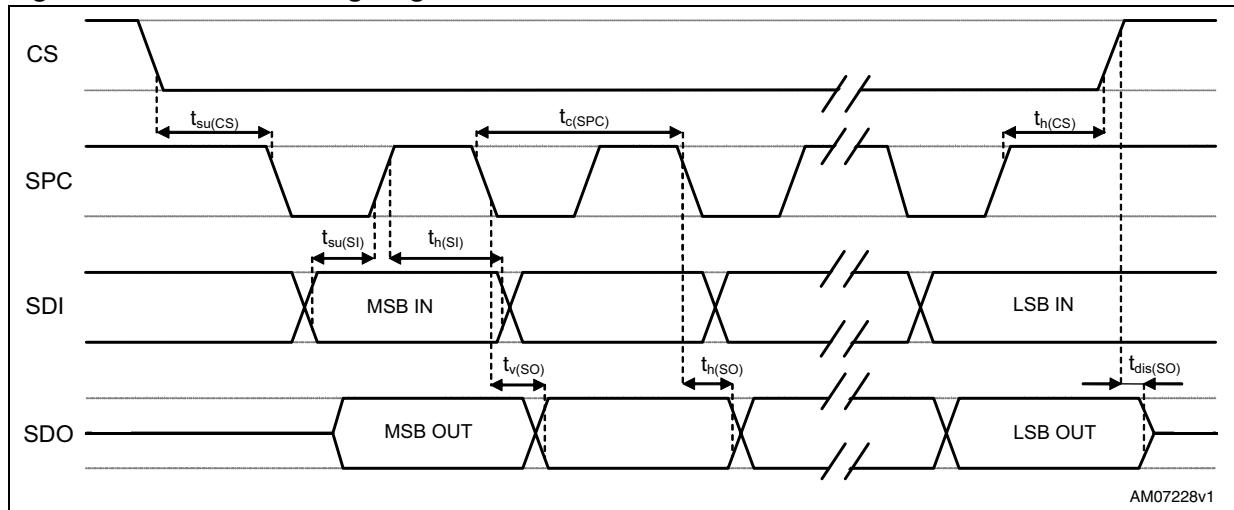 CS
t_su(CS)
t_c(SPC)
t_h(CS)
SPC
t_su(SI)
t_h(SI)
SDI
MSB IN
LSB IN
t_v(SO)
t_h(SO)
t_dis(SO)
SDO
MSB OUT
LSB OUT
AM07228v1